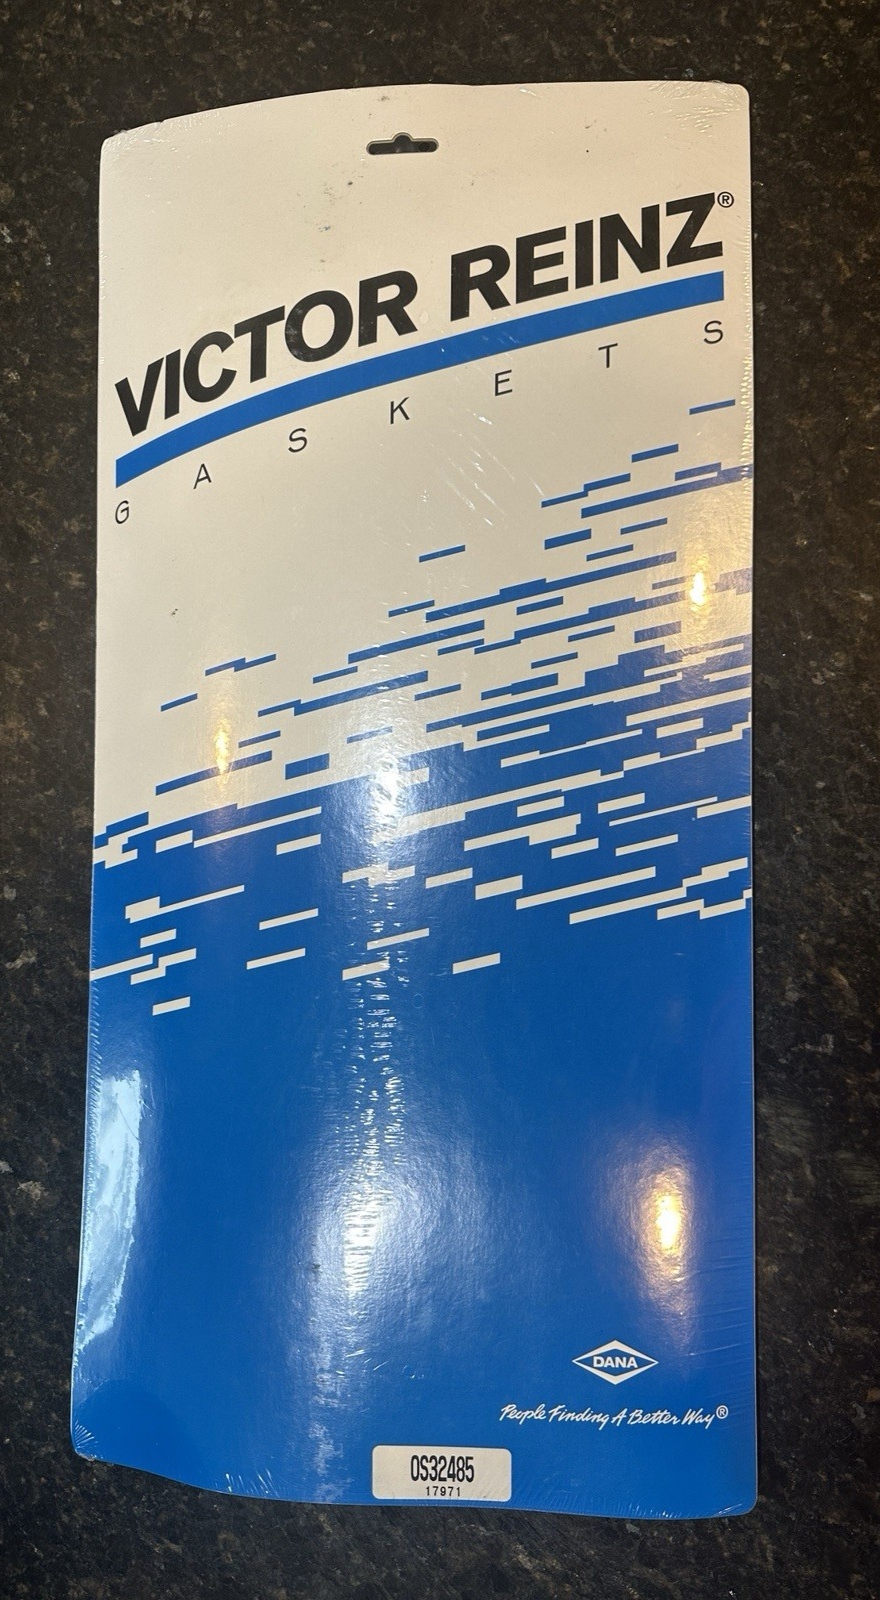 VICTOR REINZ®
GASKETS
DANA
People Finding A Better Way®
OS32485
17971